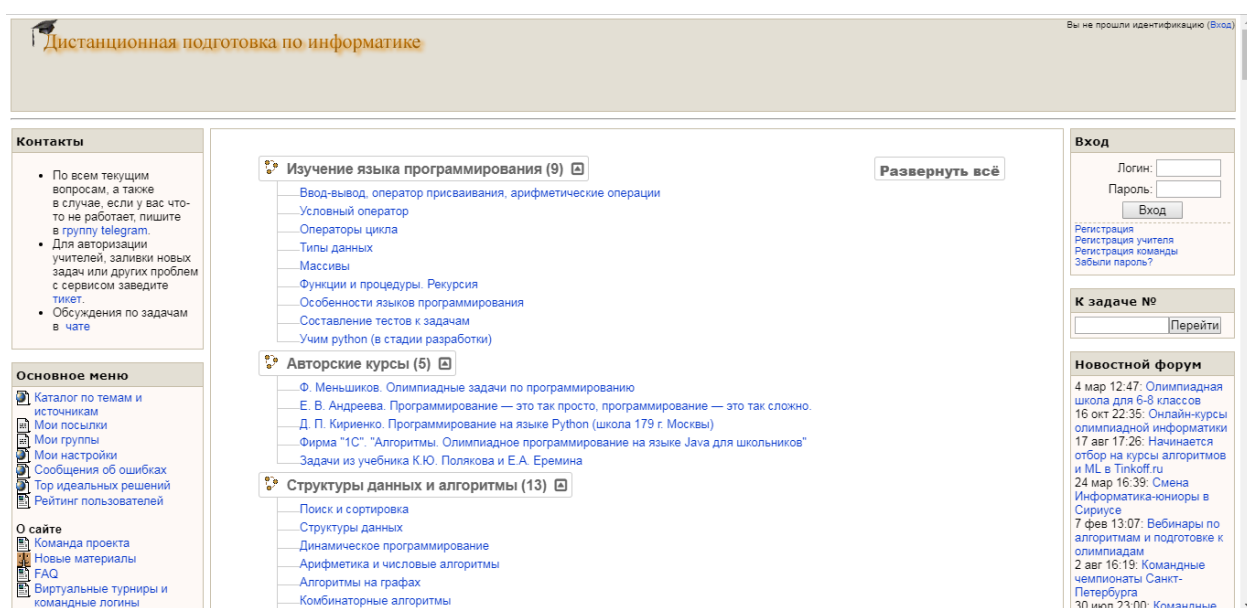 Дистанционная подготовка по информатике
Вы не прошли идентификацию (Вход)
Контакты
По всем текущим
вопросам, а также
в случае, если у вас что-
то не работает, пишите
в группу telegram.
Для авторизации
учителей, заливки новых
задач или других проблем
с сервисом заведите
тикет.
Обсуждения по задачам
в чате
Основное меню
Каталог по темам и
источникам
Мои посылки
Мои группы
Мои настройки
Сообщения об ошибках
Тор идеальных решений
Рейтинг пользователей
О сайте
Команда проекта
Новые материалы
FAQ
Виртуальные турниры и
командные логины
Изучение языка программирования (9)
Развернуть всё
Ввод-вывод, оператор присваивания, арифметические операции
Условный оператор
Операторы цикла
Типы данных
Массивы
Функции и процедуры. Рекурсия
Особенности языков программирования
Составление тестов к задачам
Учим python (в стадии разработки)
Авторские курсы (5)
Ф. Меньшиков. Олимпиадные задачи по программированию
Е. В. Андреева. Программирование — это так просто, программирование — это так сложно.
Д. П. Кириенко. Программирование на языке Python (школа 179 г. Москвы)
Фирма "1С". "Алгоритмы. Олимпиадное программирование на языке Java для школьников"
Задачи из учебника К.Ю. Полякова и Е.А. Еремина
Структуры данных и алгоритмы (13)
Поиск и сортировка
Структуры данных
Динамическое программирование
Арифметика и числовые алгоритмы
Алгоритмы на графах
Комбинаторные алгоритмы
Вход
Логин:
Пароль:
Вход
Регистрация
Регистрация учителя
Регистрация команды
Забыли пароль?
К задаче №
Перейти
Новостной форум
4 мар 12:47: Олимпиадная
школа для 6-8 классов
16 окт 22:35: Онлайн-курсы
олимпиадной информатики
17 авг 17:26: Начинается
отбор на курсы алгоритмов
и ML в Tinkoff.ru
24 мар 16:39: Смена
Информатика-юниоры в
Сириусе
7 фев 13:07: Вебинары по
алгоритмам и подготовке к
олимпиадам
2 авг 16:19: Командные
чемпионаты Санкт-
Петербурга
30 июл 23:00: Командные